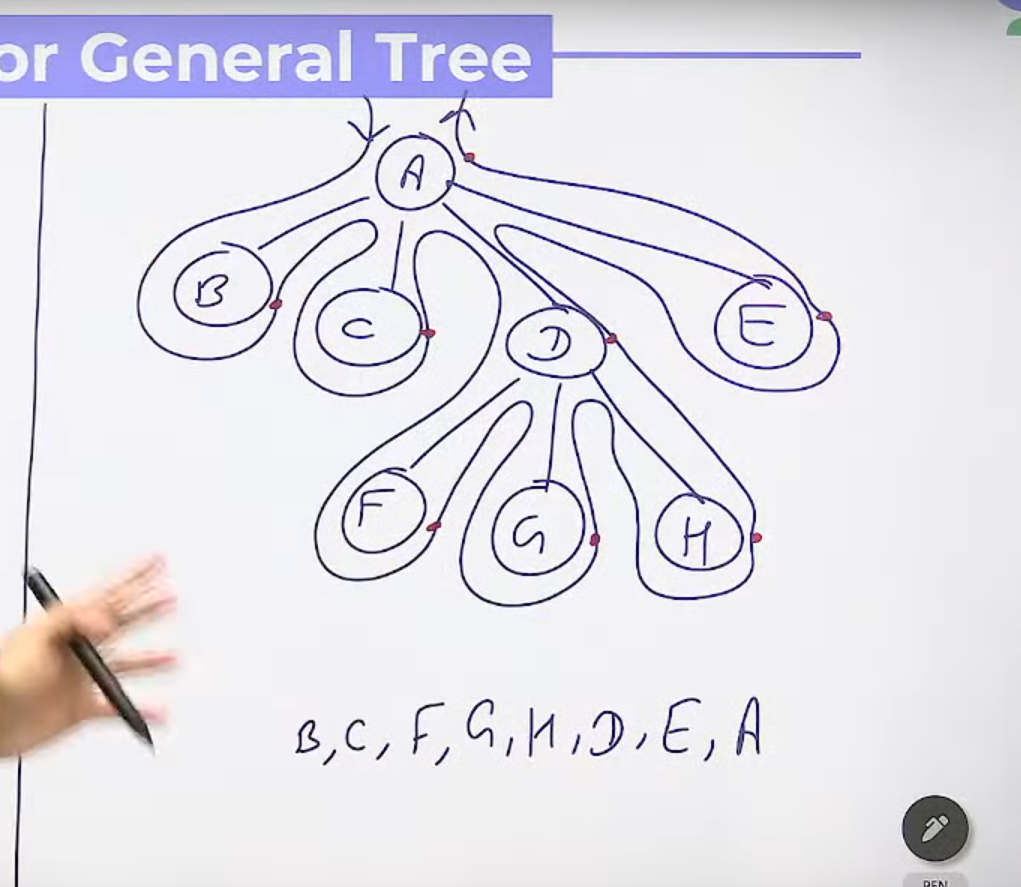 or General Tree
A
B
C
D
E
F
G
H
B, C, F, G, H, D, E, A
PEN